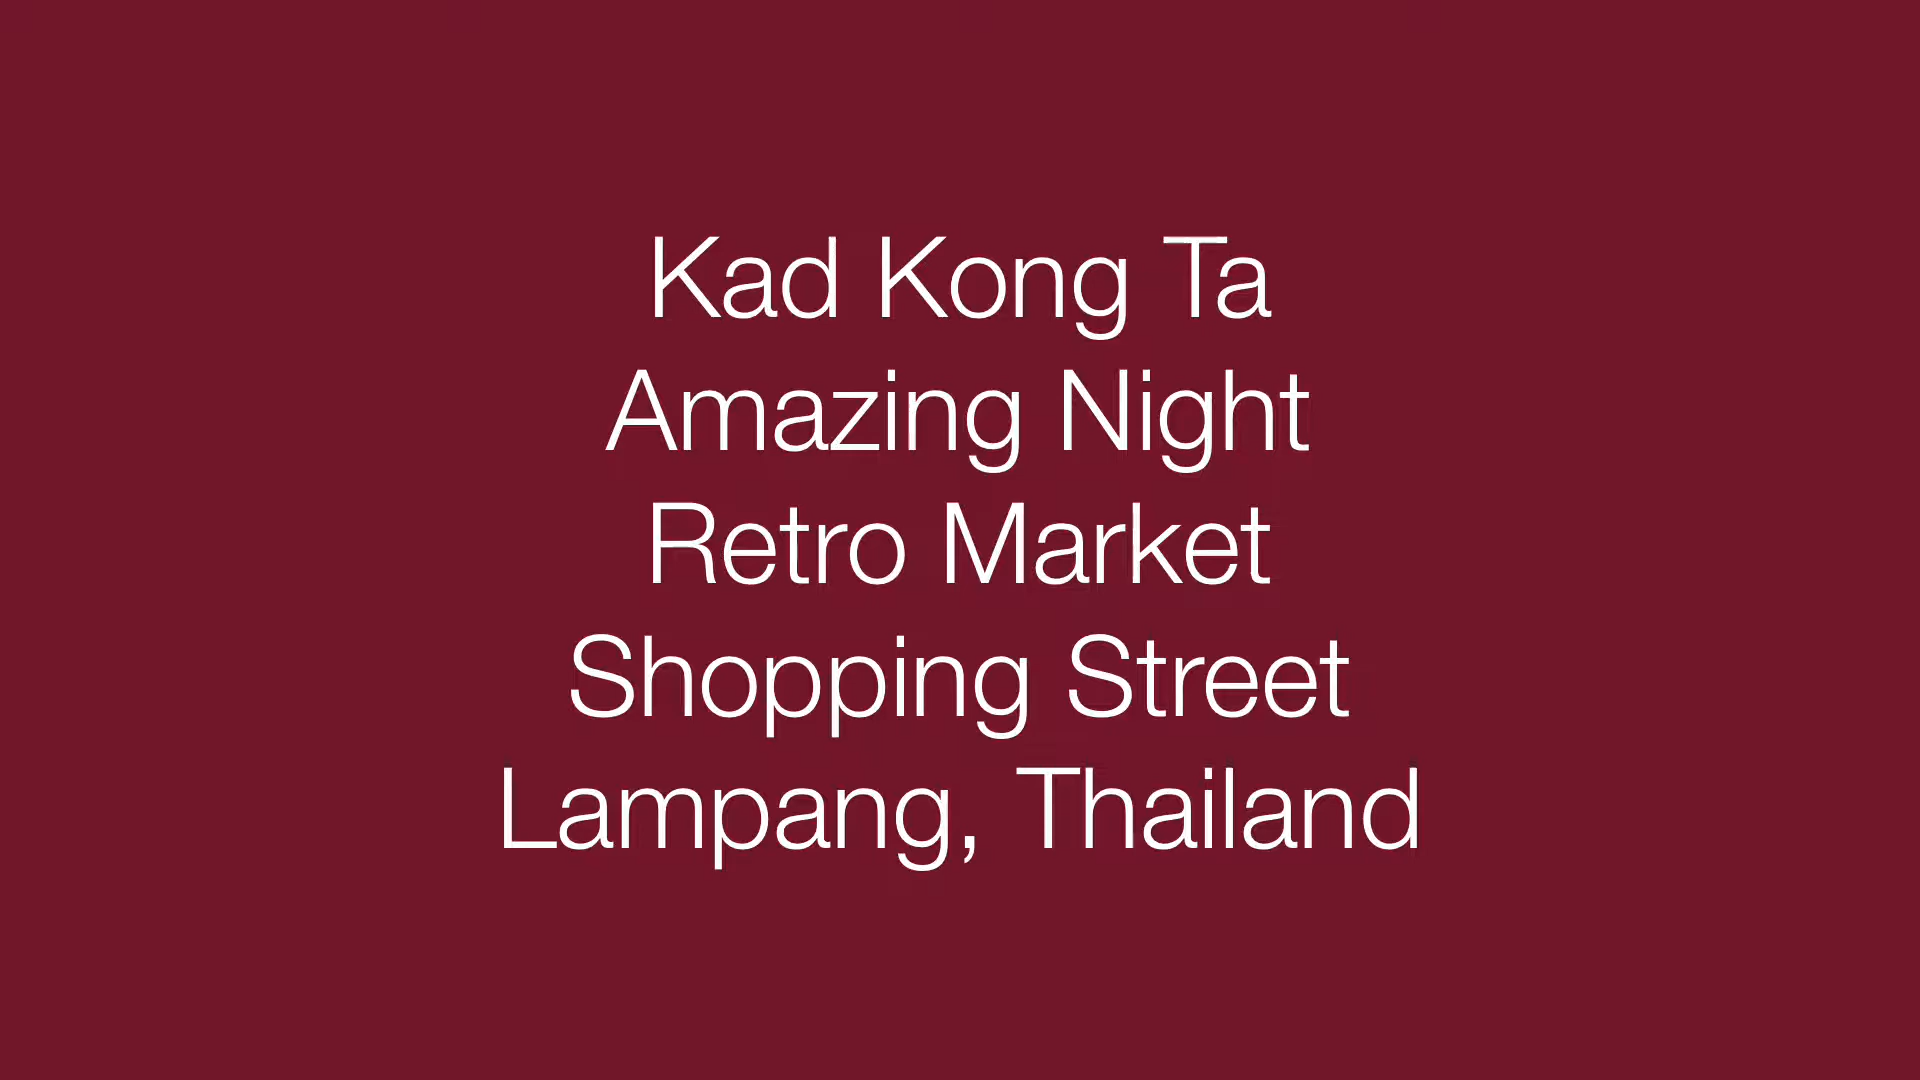 Kad Kong Ta
Amazing Night
Retro Market
Shopping Street
Lampang, Thailand